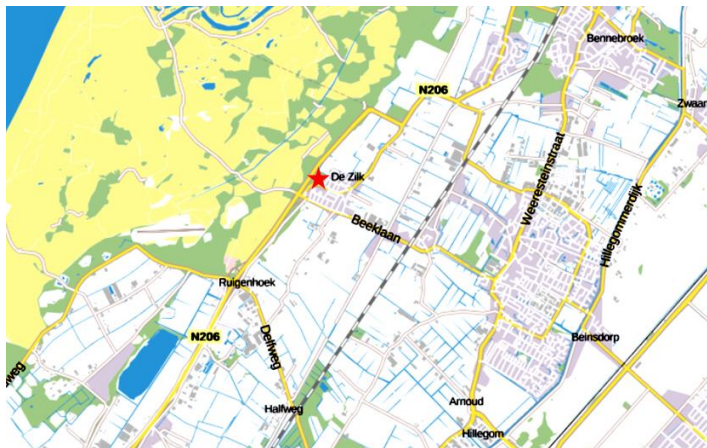 Bennebroek
N206
Zwaan
De Zilk
Weeresteinstraat
Hillegommerdijk
Beeklaan
Ruigenhoek
N206
Delfweg
Beinsdorp
weg
Arnoud
Halfweg
Hillegom